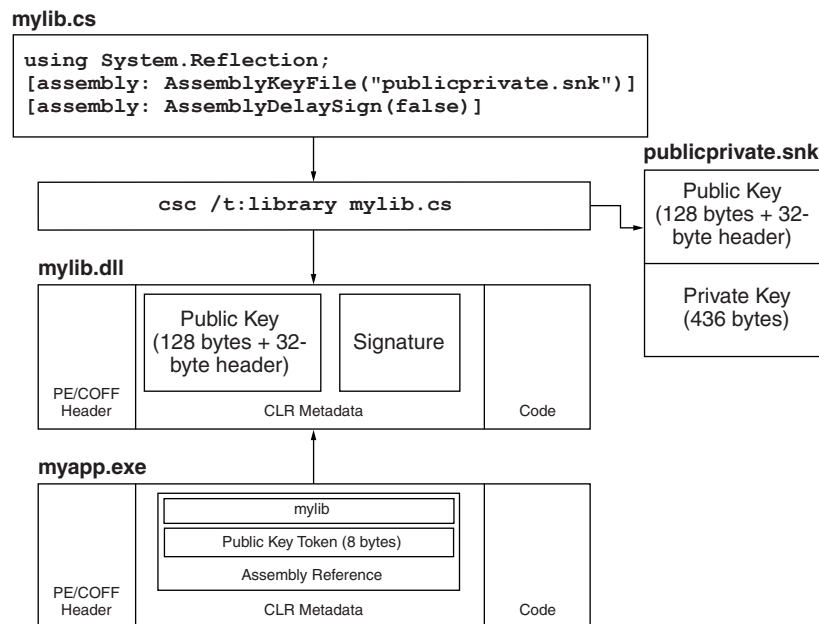 mylib.cs
using System.Reflection;
[assembly: AssemblyKeyFile("publicprivate.snk")]
[assembly: AssemblyDelaySign(false)]
publicprivate.snk
Public Key
(128 bytes + 32-
byte header)
Private Key
(436 bytes)
csc /t:library mylib.cs
mylib.dll
PE/COFF
Header
Public Key
(128 bytes + 32-
byte header)
Signature
CLR Metadata
Code
myapp.exe
PE/COFF
Header
mylib
Public Key Token (8 bytes)
Assembly Reference
CLR Metadata
Code